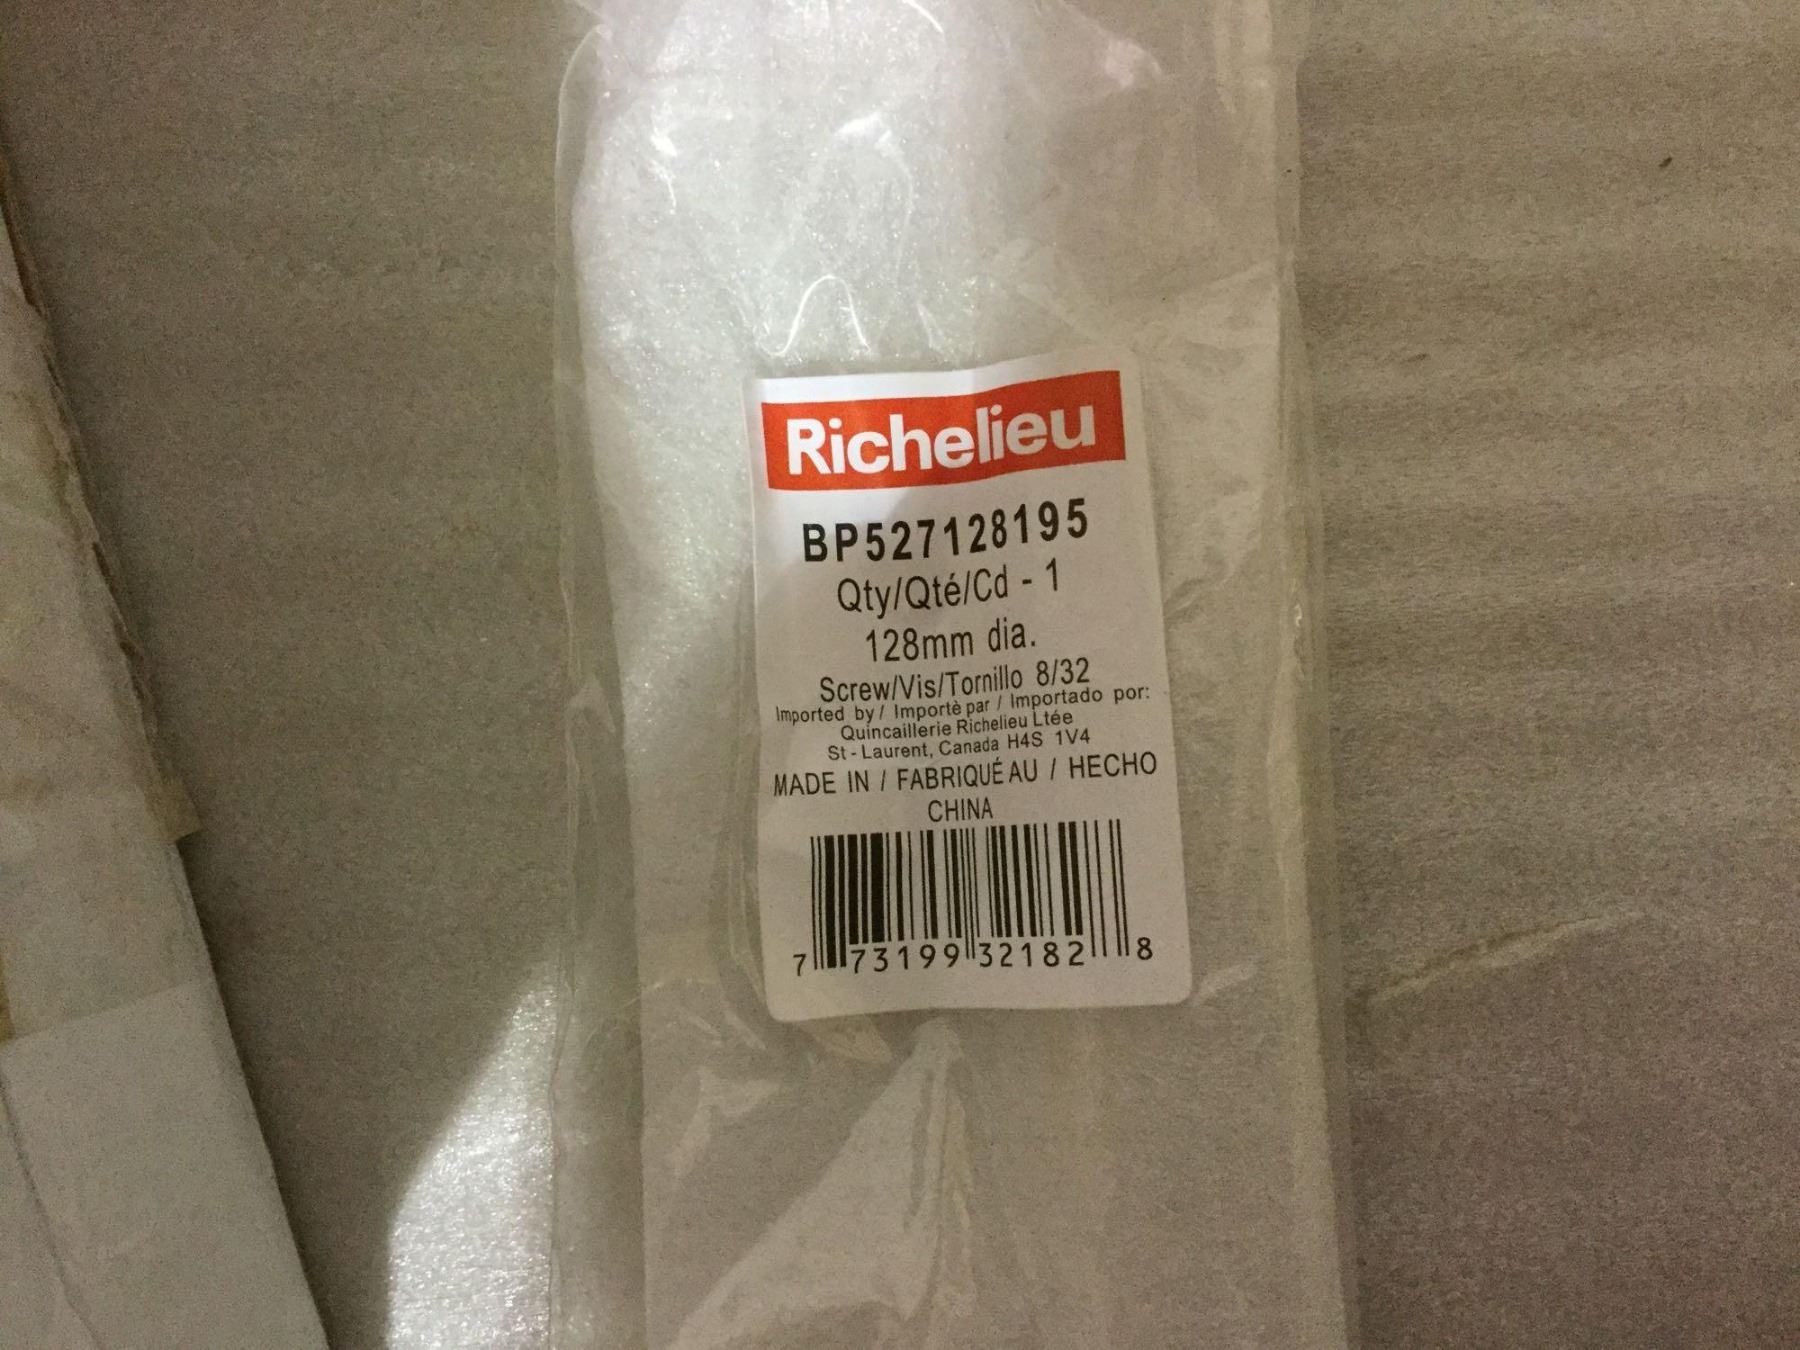 Richelieu
BP527128195
Qty/Qté/Cd - 1
128mm dia.
Screw/Vis/Tornillo 8/32
Imported by / Importè par / Importado por:
Quincaillerie Richelieu Ltée
St - Laurent, Canada H4S 1V4
MADE IN / FABRIQUÉ AU / HECHO
CHINA
7 73199 32182 8